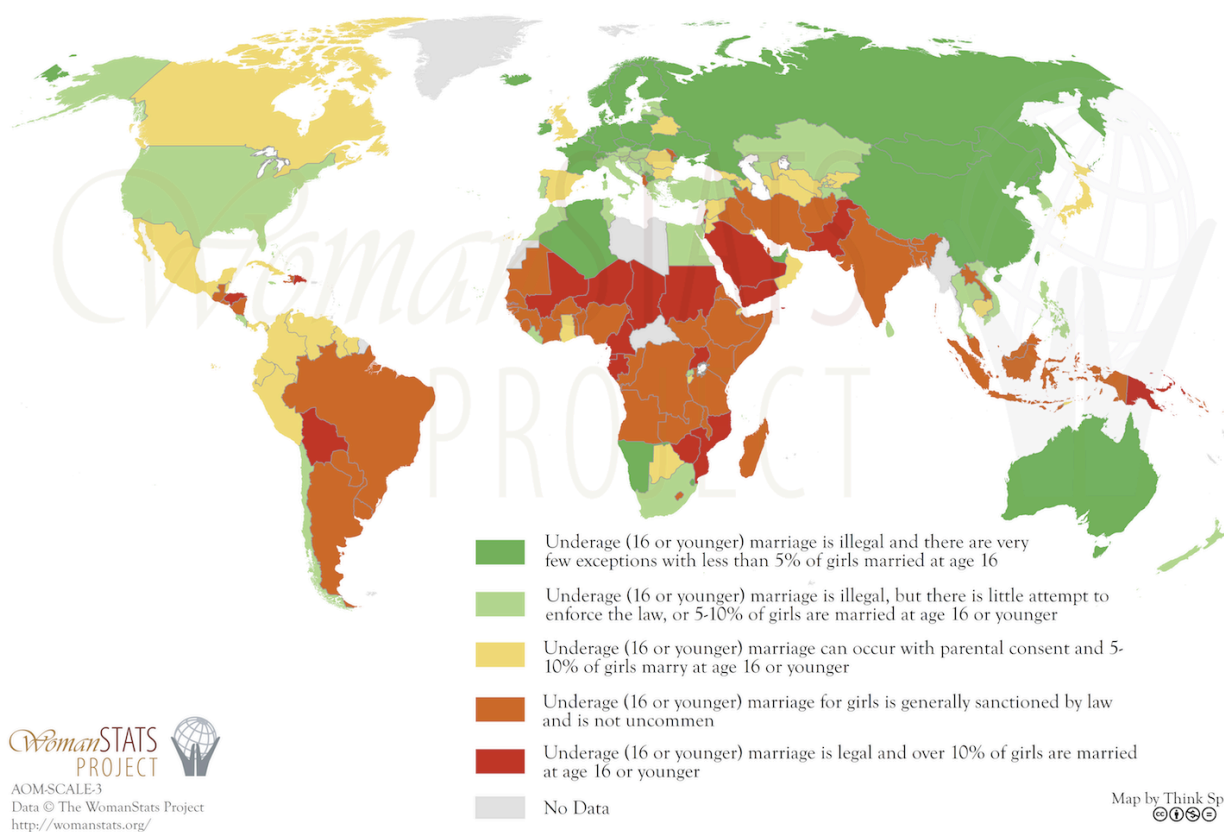 WomanSTATS
PROJECT
Underage (16 or younger) marriage is illegal and there are very
few exceptions with less than 5% of girls married at age 16
Underage (16 or younger) marriage is illegal, but there is little attempt to
enforce the law, or 5-10% of girls are married at age 16 or younger
Underage (16 or younger) marriage can occur with parental consent and 5-
10% of girls marry at age 16 or younger
Underage (16 or younger) marriage for girls is generally sanctioned by law
and is not uncommen
Underage (16 or younger) marriage is legal and over 10% of girls are married
at age 16 or younger
No Data
WomanSTATS
PROJECT
AOM-SCALE-3
Data © The WomanStats Project
http://womanstats.org/
Map by Think Sp